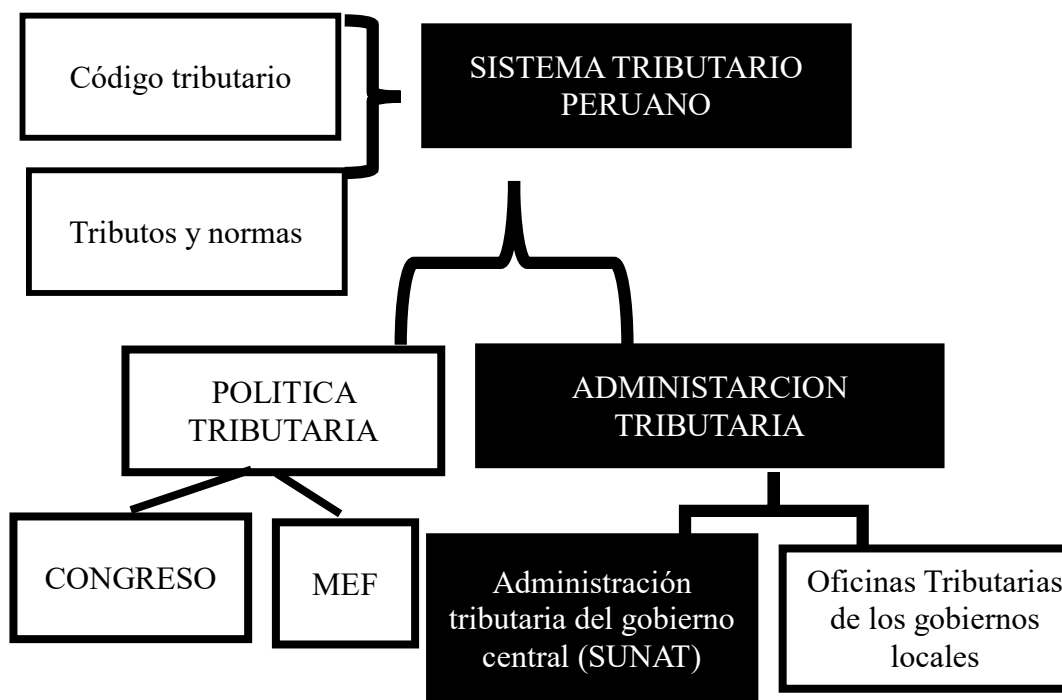 Código tributario
SISTEMA TRIBUTARIO
PERUANO
Tributos y normas
POLITICA
TRIBUTARIA
ADMINISTARCION
TRIBUTARIA
CONGRESO
MEF
Administración
tributaria del gobierno
central (SUNAT)
Oficinas Tributarias
de los gobiernos
locales